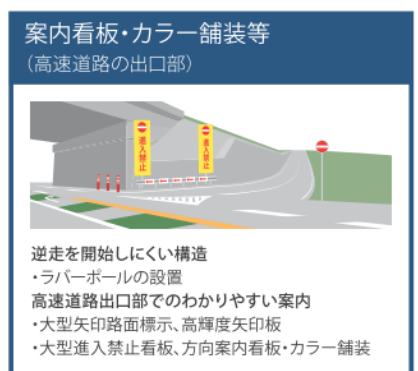 案内看板・カラー舗装等
（高速道路の出口部）
進入禁止
進入禁止
逆走を開始しにくい構造
・ラバーポールの設置
高速道路出口部でのわかりやすい案内
・大型矢印路面標示、高輝度矢印板
・大型進入禁止看板、方向案内看板・カラー舗装